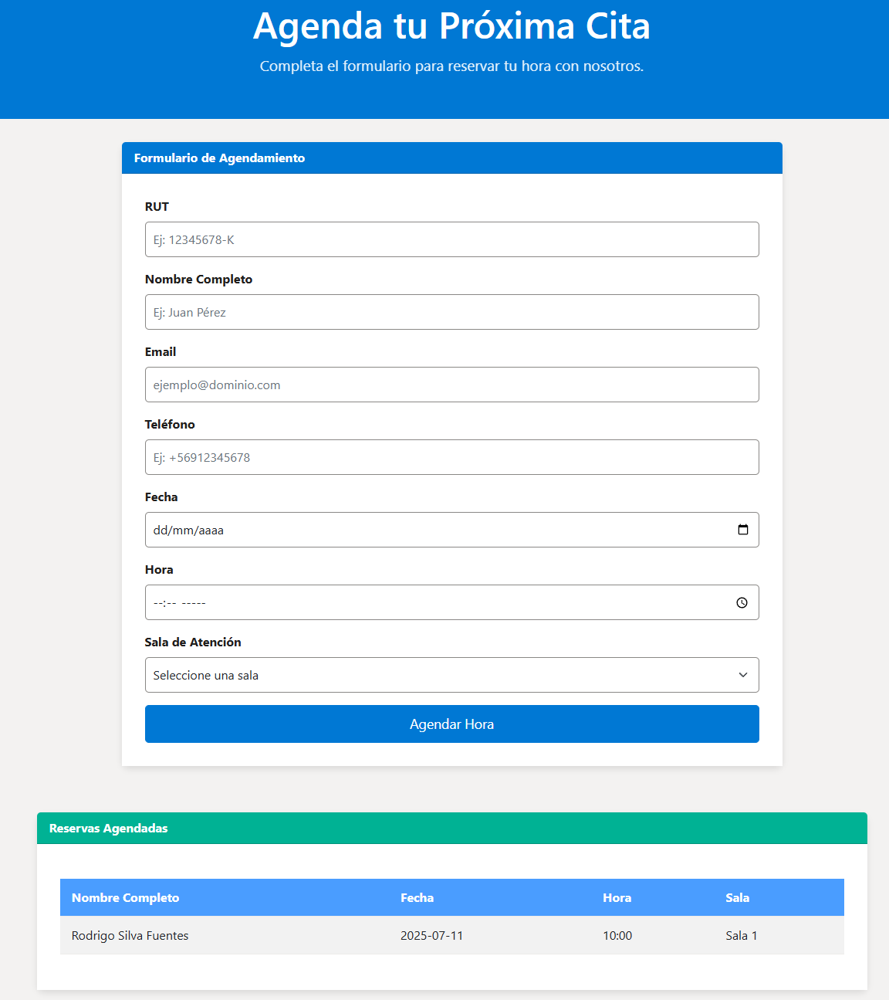 Agenda tu Próxima Cita
Completa el formulario para reservar tu hora con nosotros.
Formulario de Agendamiento
RUT
Ej: 12345678-K
Nombre Completo
Ej: Juan Pérez
Email
ejemplo@dominio.com
Teléfono
Ej: +56912345678
Fecha
dd/mm/aaaa
Hora
--:-- -----
Sala de Atención
Seleccione una sala
Agendar Hora
Reservas Agendadas
Nombre Completo Fecha Hora Sala
Rodrigo Silva Fuentes 2025-07-11 10:00 Sala 1